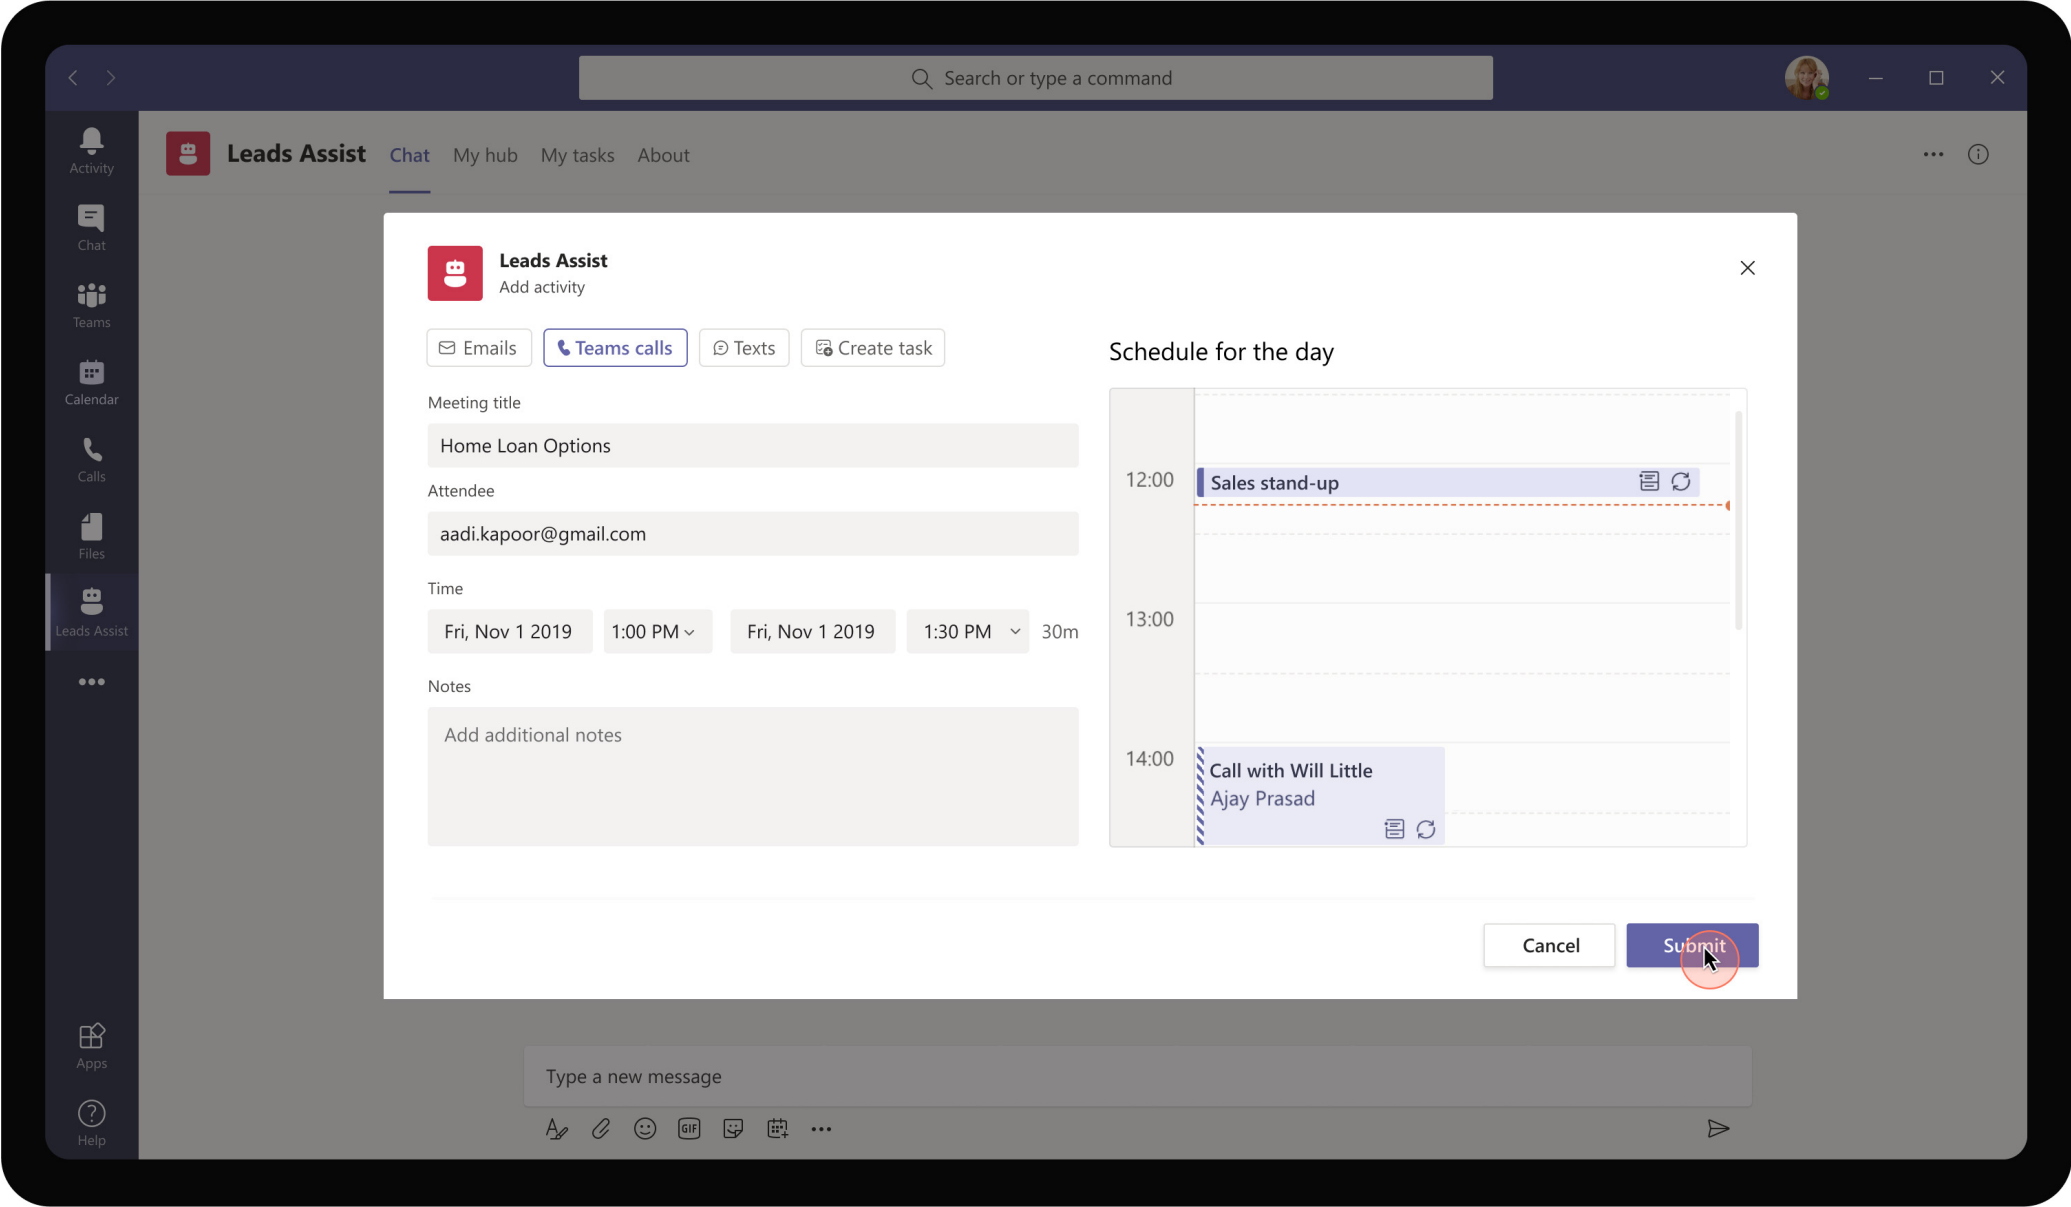 Search or type a command
Activity
Chat
Teams
Calendar
Calls
Files
Leads Assist
Apps
Help
Leads Assist Chat My hub My tasks About
Leads Assist
Add activity
Emails Teams calls Texts Create task
Meeting title
Home Loan Options
Attendee
aadi.kapoor@gmail.com
Time
Fri, Nov 1 2019 1:00 PM Fri, Nov 1 2019 1:30 PM 30m
Notes
Add additional notes
Schedule for the day
12:00 Sales stand-up
13:00
14:00 Call with Will Little
Ajay Prasad
Cancel Submit
Type a new message
GIF